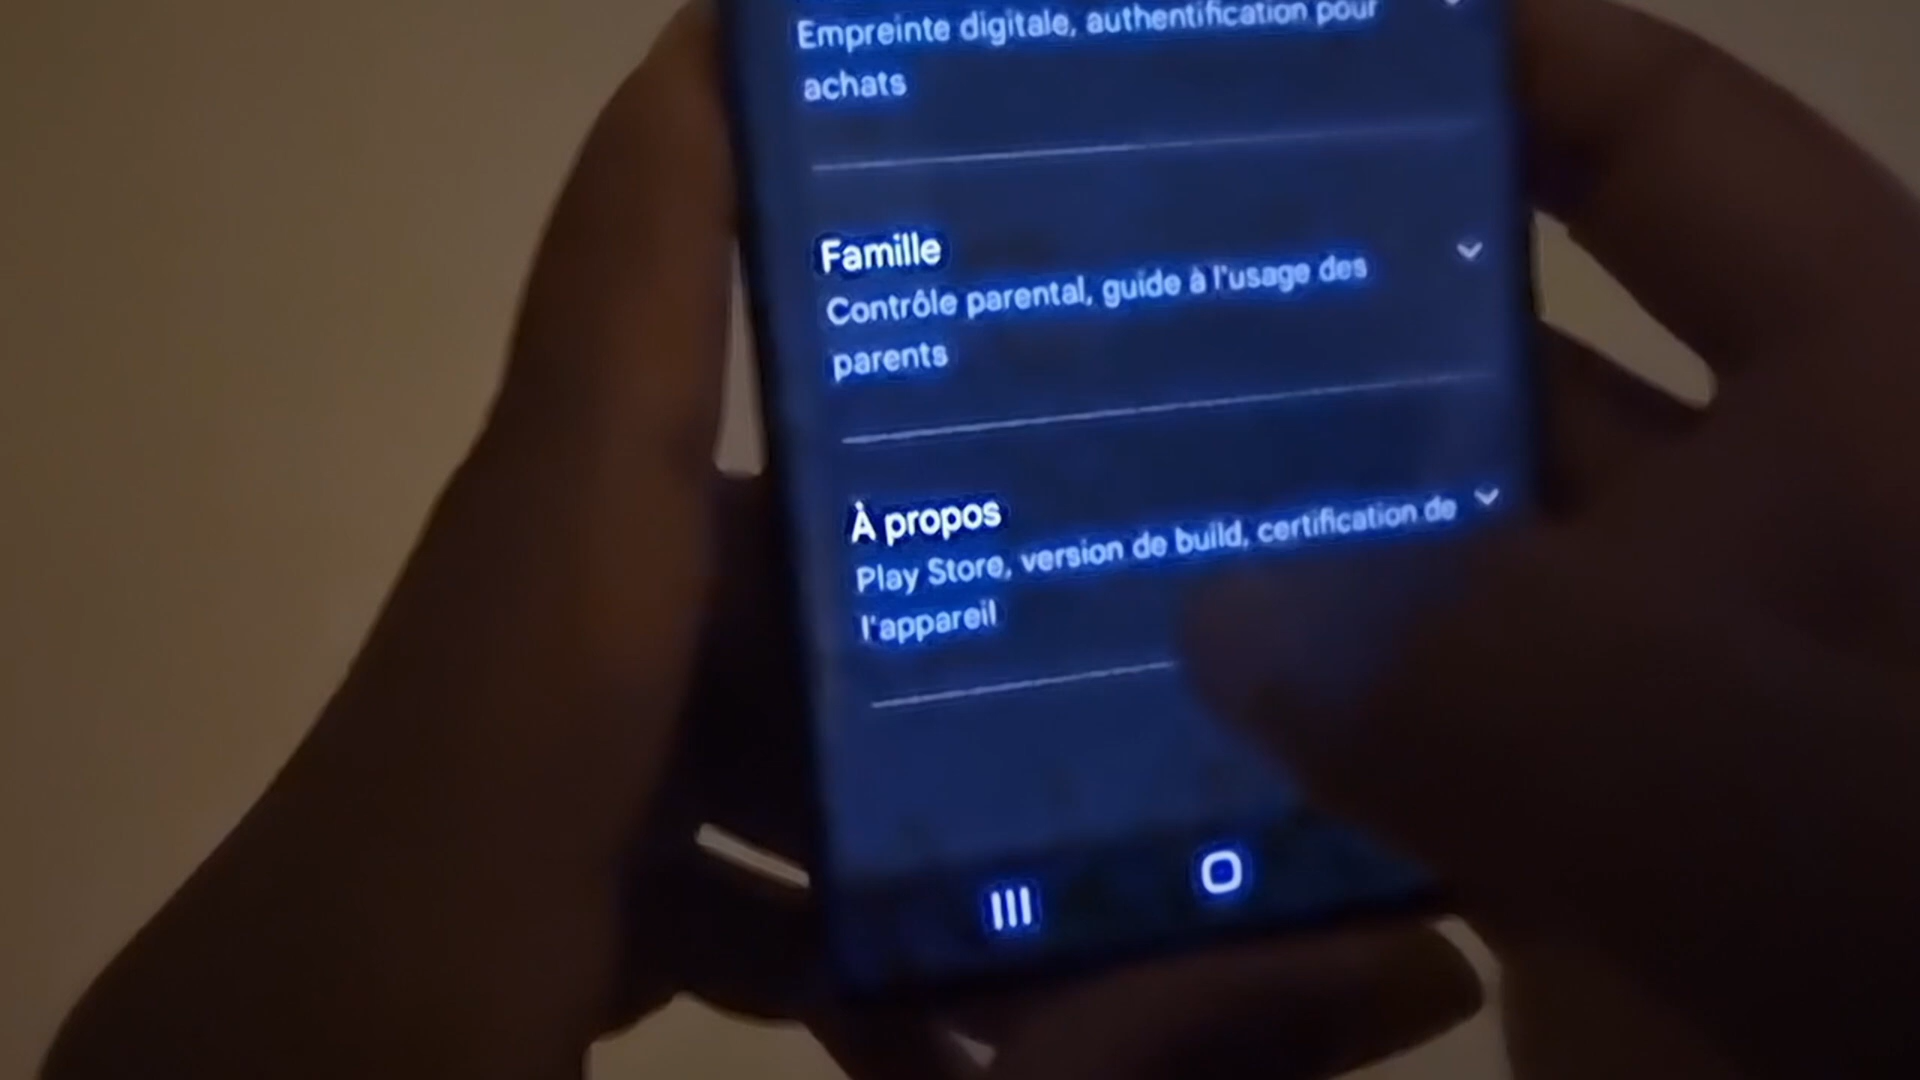 Empreinte digitale, authentification pour
achats
Famille
Contrôle parental, guide à l'usage des
parents
À propos
Play Store, version de build, certification de
l'appareil